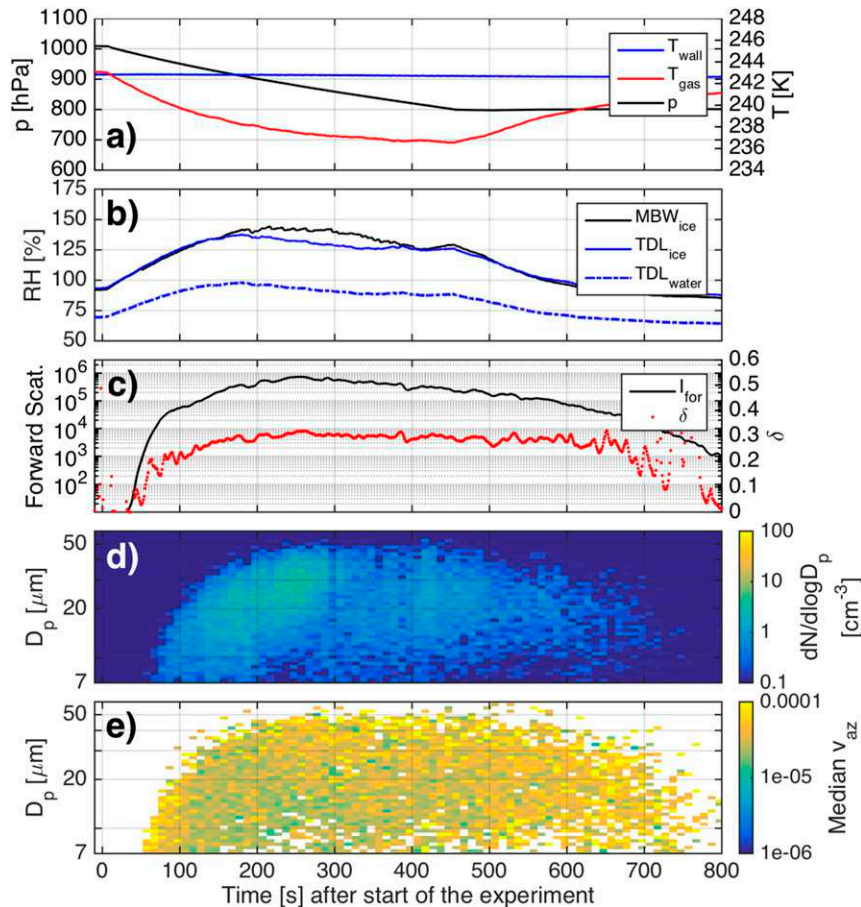 a)
p [hPa]
1100
1000
900
800
700
600
T [K]
248
246
244
242
240
238
236
234
T_wall
T_gas
p
b)
RH [%]
175
150
125
100
75
50
MBW_ice
TDL_ice
TDL_water
c)
Forward Scat.
10^6
10^5
10^4
10^3
10^2
δ
0.6
0.5
0.4
0.3
0.2
0.1
0
I_for
δ
d)
D_p [μm]
50
20
7
100
10
1
0.1
dN/dlogD_p
[cm^-3]
e)
D_p [μm]
50
20
7
0.0001
1e-05
1e-06
Median v_az
0 100 200 300 400 500 600 700 800
Time [s] after start of the experiment